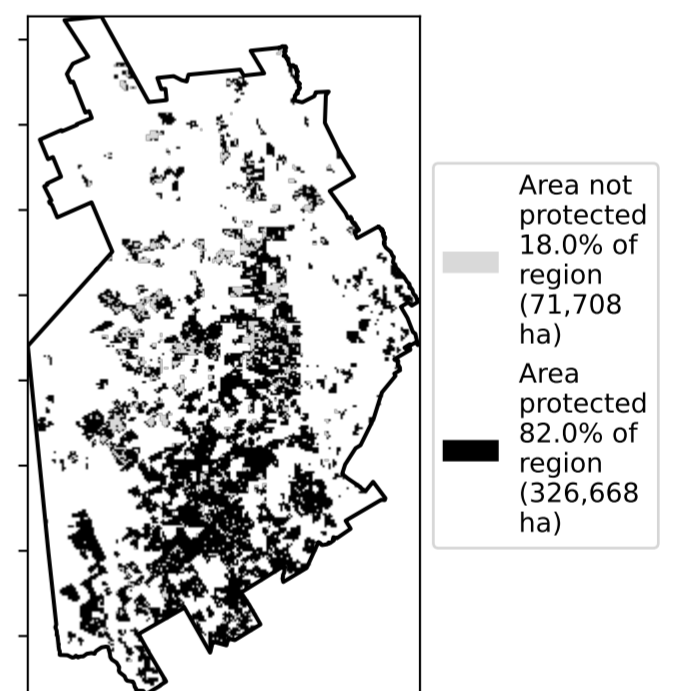 Area not
protected
18.0% of
region
(71,708
ha)
Area
protected
82.0% of
region
(326,668
ha)